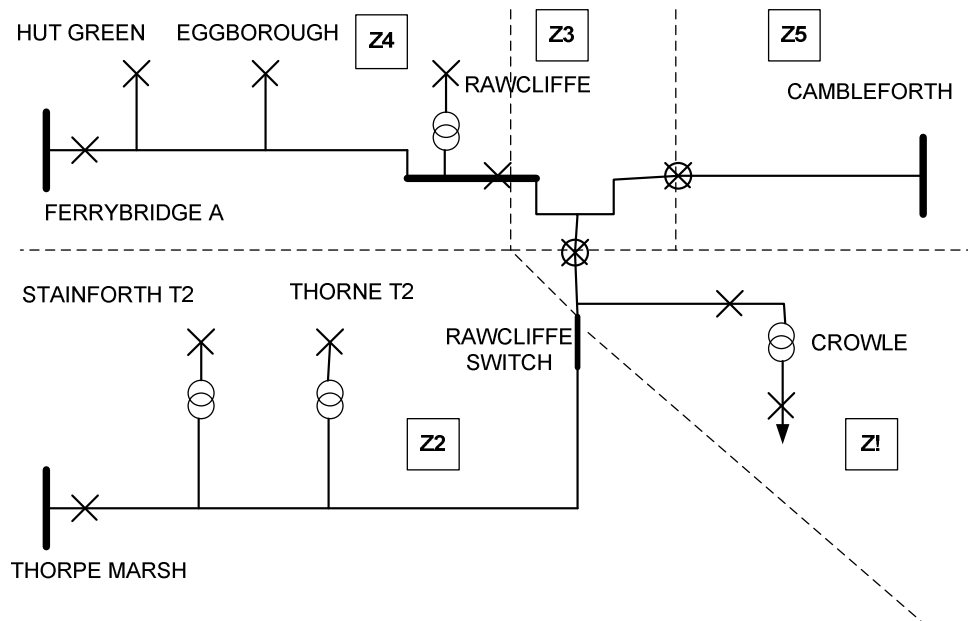 HUT GREEN
EGGBOROUGH
Z4
Z3
Z5
RAWCLIFFE
CAMBLEFORTH
FERRYBRIDGE A
STAINFORTH T2
THORNE T2
RAWCLIFFE
SWITCH
CROWLE
Z2
Z!
THORPE MARSH